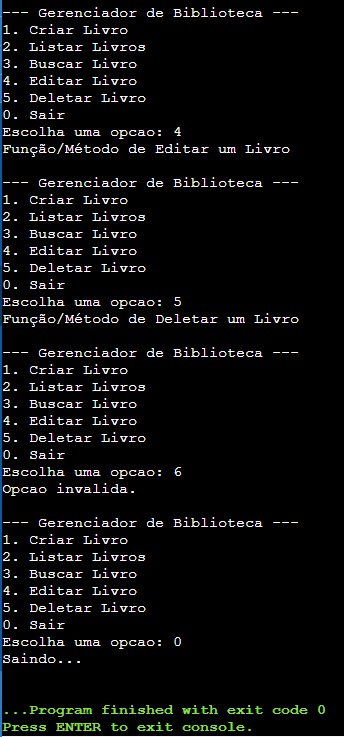 --- Gerenciador de Biblioteca ---
1. Criar Livro
2. Listar Livros
3. Buscar Livro
4. Editar Livro
5. Deletar Livro
0. Sair
Escolha uma opcao: 4
Função/Método de Editar um Livro

--- Gerenciador de Biblioteca ---
1. Criar Livro
2. Listar Livros
3. Buscar Livro
4. Editar Livro
5. Deletar Livro
0. Sair
Escolha uma opcao: 5
Função/Método de Deletar um Livro

--- Gerenciador de Biblioteca ---
1. Criar Livro
2. Listar Livros
3. Buscar Livro
4. Editar Livro
5. Deletar Livro
0. Sair
Escolha uma opcao: 6
Opcao invalida.

--- Gerenciador de Biblioteca ---
1. Criar Livro
2. Listar Livros
3. Buscar Livro
4. Editar Livro
5. Deletar Livro
0. Sair
Escolha uma opcao: 0
Saindo...

...Program finished with exit code 0
Press ENTER to exit console.